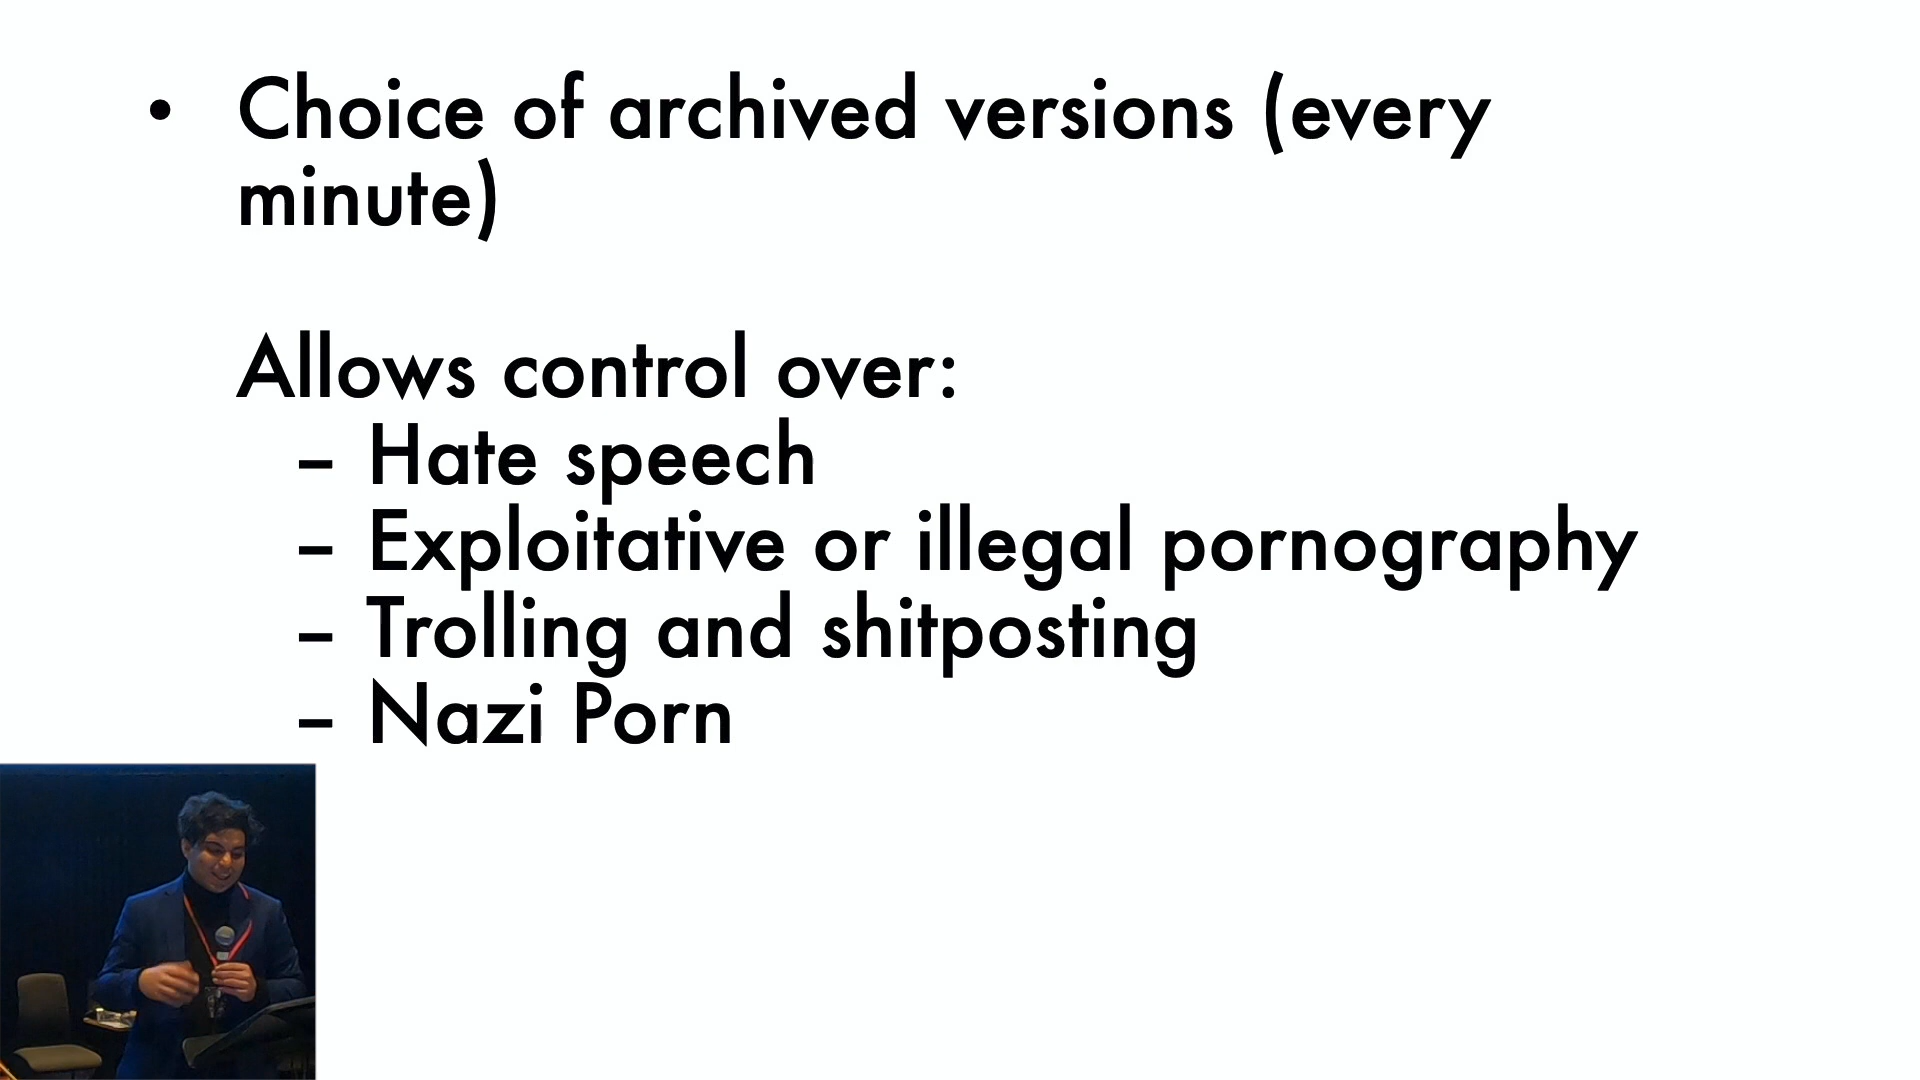 • Choice of archived versions (every
minute)
Allows control over:
– Hate speech
– Exploitative or illegal pornography
– Trolling and shitposting
– Nazi Porn